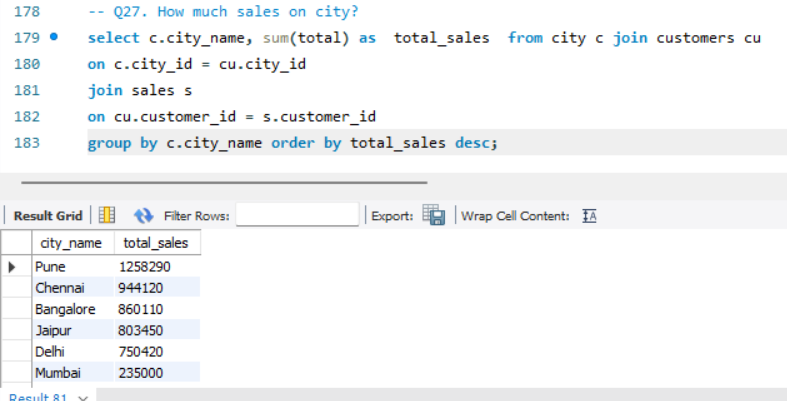 178 -- Q27. How much sales on city?
179 select c.city_name, sum(total) as total_sales from city c join customers cu
180 on c.city_id = cu.city_id
181 join sales s
182 on cu.customer_id = s.customer_id
183 group by c.city_name order by total_sales desc;
Result Grid Filter Rows: Export: Wrap Cell Content: IA
city_name total_sales
Pune 1258290
Chennai 944120
Bangalore 860110
Jaipur 803450
Delhi 750420
Mumbai 235000
Result 81